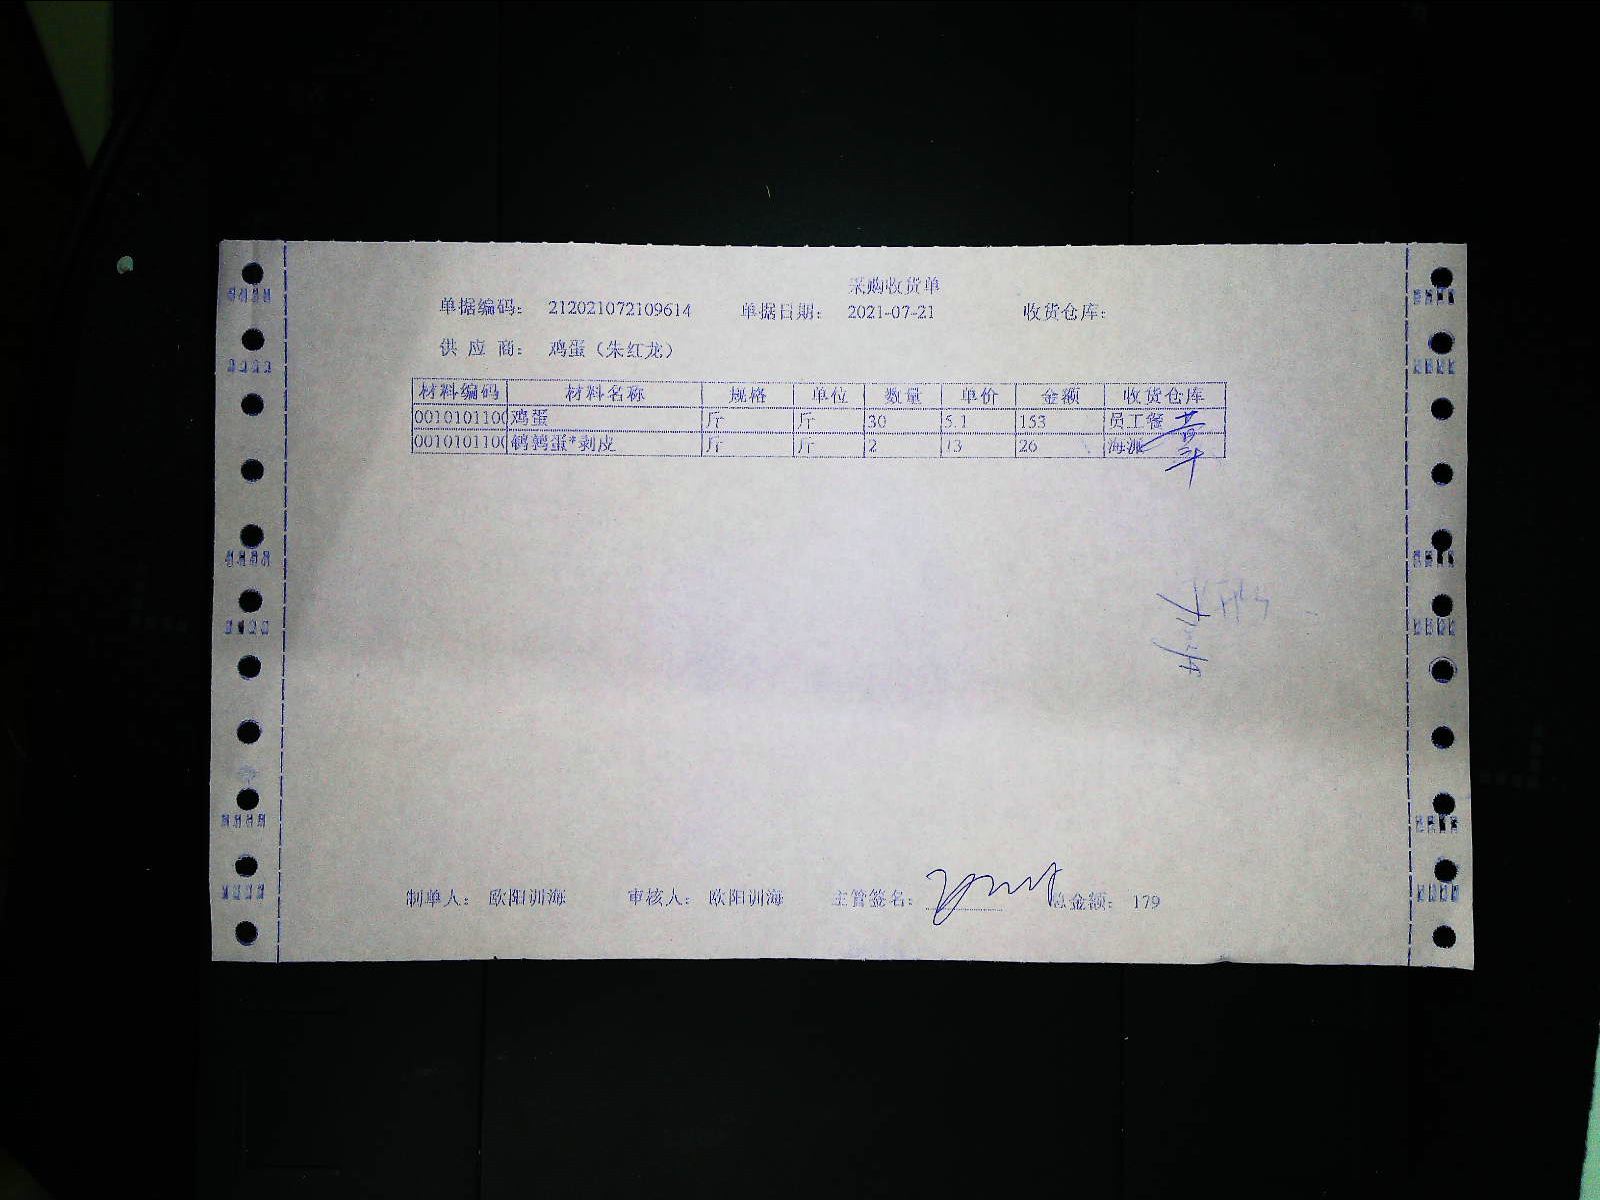 采购收货单
单据编码: 212021072109614 单据日期: 2021-07-21 收货仓库:
供 应 商: 鸡蛋（朱红龙）
材料编码 材料名称 规格 单位 数量 单价 金额 收货仓库
0010101100 鸡蛋 斤 斤 30 5.1 153 员工餐
0010101100 鹌鹑蛋*剥皮 斤 斤 2 13 26 海派
制单人: 欧阳训海 审核人: 欧阳训海 主管签名: 总金额: 179